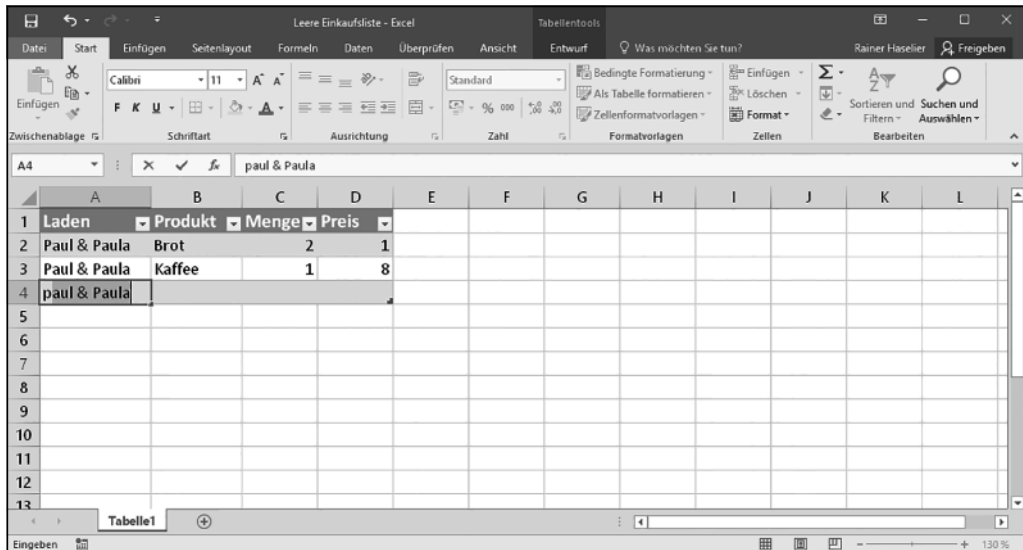 Leere Einkaufsliste - Excel Tabellentools
Datei Start Einfügen Seitenlayout Formeln Daten Überprüfen Ansicht Entwurf Was möchten Sie tun? Rainer Haselier Freigeben
Einfügen
Calibri 11
F K U
Standard
% 000
Bedingte Formatierung
Als Tabelle formatieren
Zellenformatvorlagen
Einfügen
Löschen
Format
Sortieren und Filtern
Suchen und Auswählen
Zwischenablage Schriftart Ausrichtung Zahl Formatvorlagen Zellen Bearbeiten
A4 fx paul & Paula
A B C D E F G H I J K L
1 Laden Produkt Menge Preis
2 Paul & Paula Brot 2 1
3 Paul & Paula Kaffee 1 8
4 paul & Paula
5
6
7
8
9
10
11
12
13
Tabelle1
Eingeben 130 %